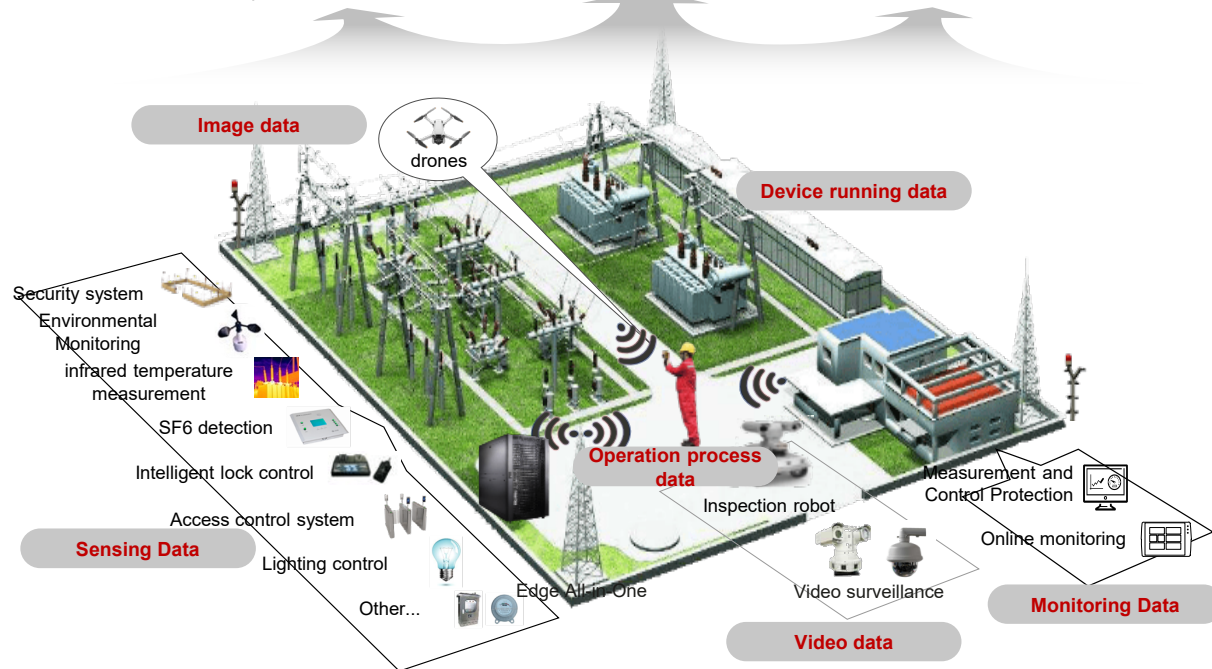 Image data
drones
Device running data
Security system
Environmental
Monitoring
infrared temperature
measurement
SF6 detection
Intelligent lock control
Access control system
Sensing Data
Lighting control
Other...
Edge All-in-One
Operation process
data
Inspection robot
Video surveillance
Video data
Measurement and
Control Protection
Online monitoring
Monitoring Data